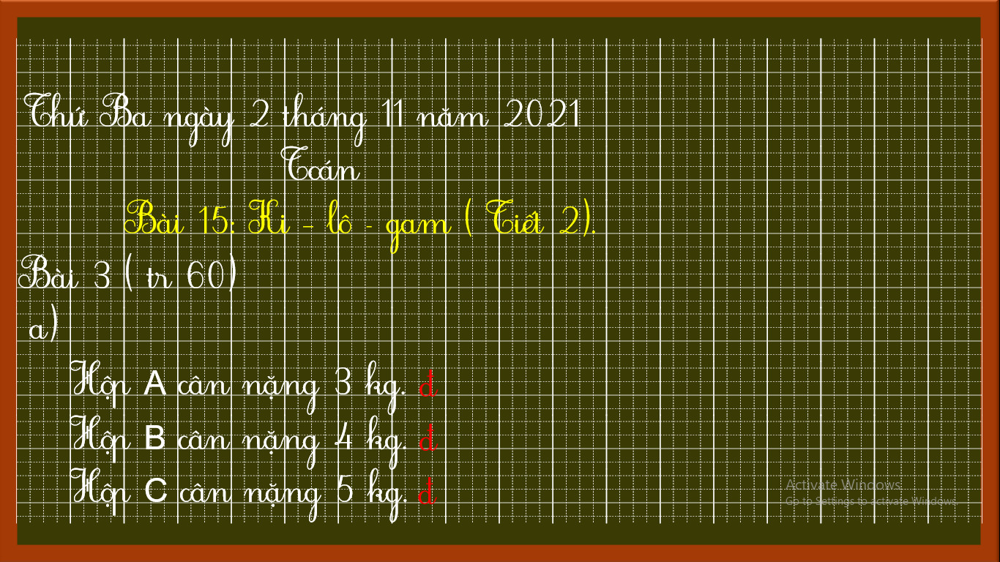 Thứ Ba ngày 2 tháng 11 năm 2021
Toán
Bài 15: Ki – lô - gam ( Tiết 2).
Bài 3 ( tr 60)
a)
Hộp A cân nặng 3 kg. đ
Hộp B cân nặng 4 kg. đ
Hộp C cân nặng 5 kg. đ
Activate Windows
Go to Settings to activate Windows.